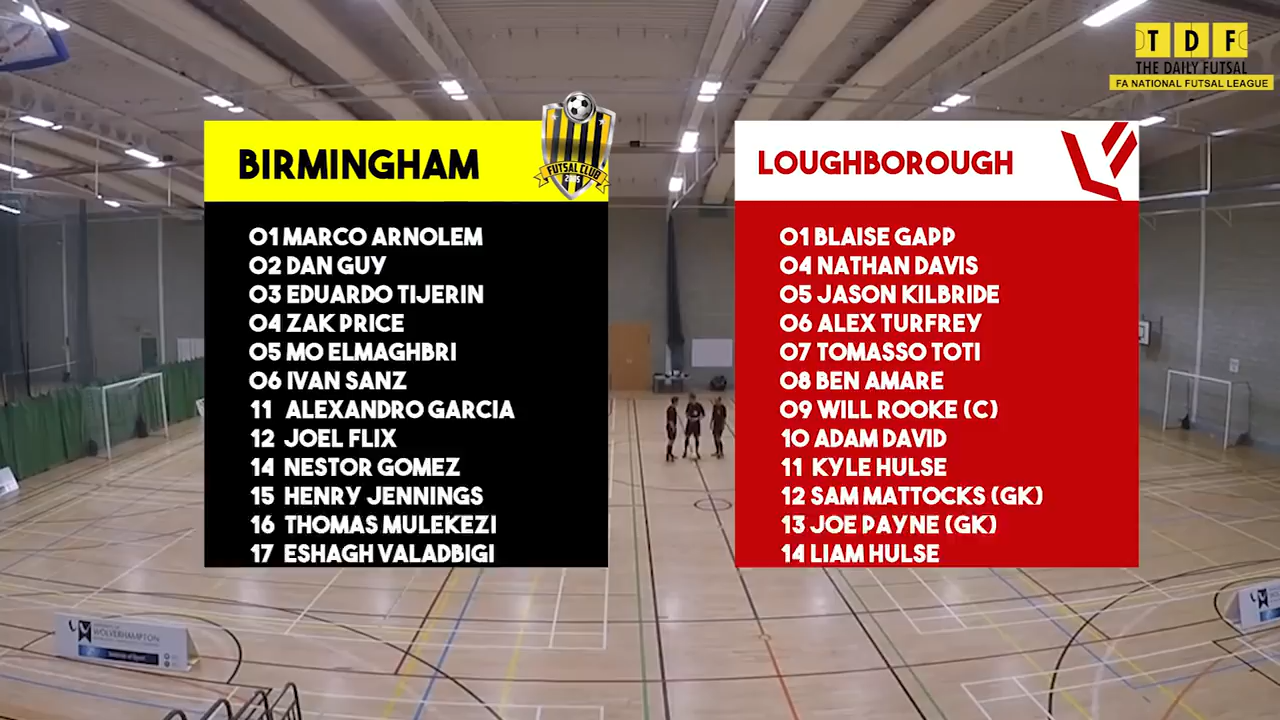 T D F
THE DAILY FUTSAL
FA NATIONAL FUTSAL LEAGUE
BIRMINGHAM
FUTSAL CLUB
01 MARCO ARNOLEM
02 DAN GUY
03 EDUARDO TIJERIN
04 ZAK PRICE
05 MO ELMAGHBRI
06 IVAN SANZ
11 ALEXANDRO GARCIA
12 JOEL FLIX
14 NESTOR GOMEZ
15 HENRY JENNINGS
16 THOMAS MULEKEZI
17 ESHAGH VALADBIGI
LOUGHBOROUGH
01 BLAISE GAPP
04 NATHAN DAVIS
05 JASON KILBRIDE
06 ALEX TURFREY
07 TOMASSO TOTI
08 BEN AMARE
09 WILL ROOKE (C)
10 ADAM DAVID
11 KYLE HULSE
12 SAM MATTOCKS (GK)
13 JOE PAYNE (GK)
14 LIAM HULSE
WOLVERHAMPTON